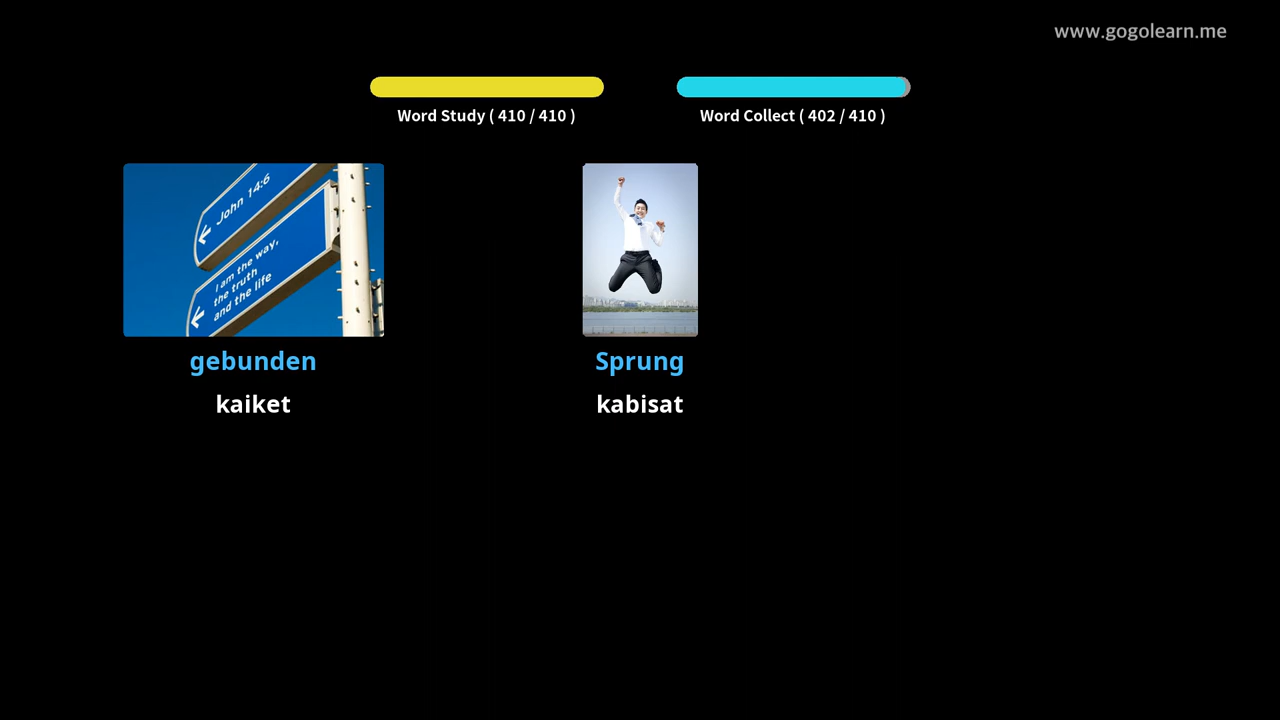 www.gogolearn.me
Word Study ( 410 / 410 )
Word Collect ( 402 / 410 )
John 14:6
I am the way,
the truth
and the life
gebunden
Sprung
kaiket
kabisat